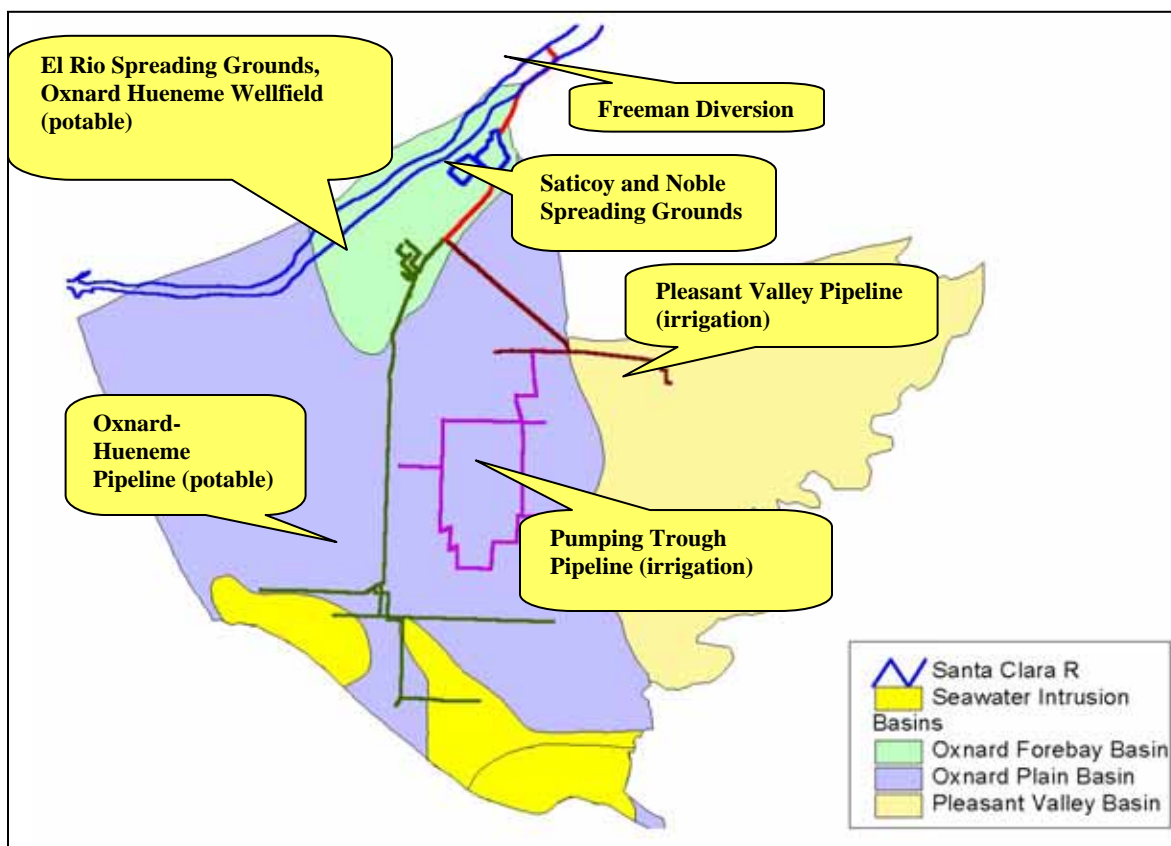 El Rio Spreading Grounds,
Oxnard Hueneme Wellfield
(potable)
Freeman Diversion
Saticoy and Noble
Spreading Grounds
Pleasant Valley Pipeline
(irrigation)
Oxnard-
Hueneme
Pipeline (potable)
Pumping Trough
Pipeline (irrigation)
Santa Clara R
Seawater Intrusion
Basins
Oxnard Forebay Basin
Oxnard Plain Basin
Pleasant Valley Basin